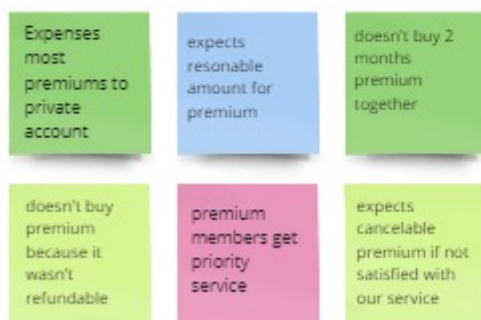 Expenses
most
premiums to
private
account
expects
resonable
amount for
premium
doesn't buy 2
months
premium
together
doesn't buy
premium
because it
wasn't
refundable
premium
members get
priority
service
expects
cancelable
premium if not
satisfied with
our service